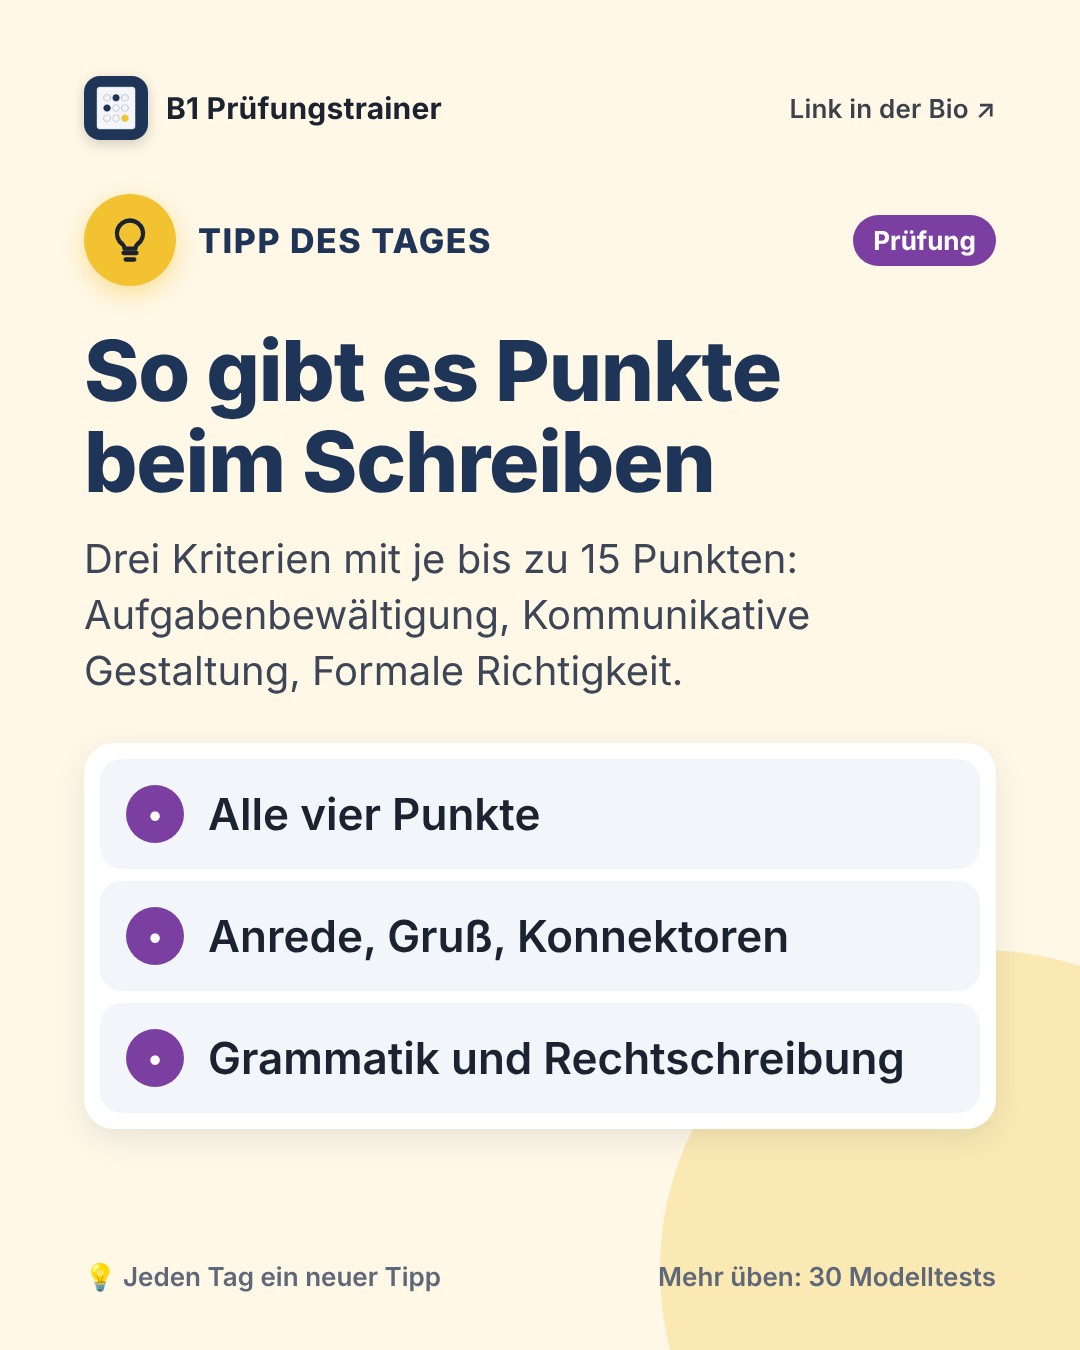 B1 Prüfungstrainer
Link in der Bio ↗
TIPP DES TAGES
Prüfung
So gibt es Punkte
beim Schreiben
Drei Kriterien mit je bis zu 15 Punkten:
Aufgabenbewältigung, Kommunikative
Gestaltung, Formale Richtigkeit.
• Alle vier Punkte
• Anrede, Gruß, Konnektoren
• Grammatik und Rechtschreibung
💡 Jeden Tag ein neuer Tipp
Mehr üben: 30 Modelltests